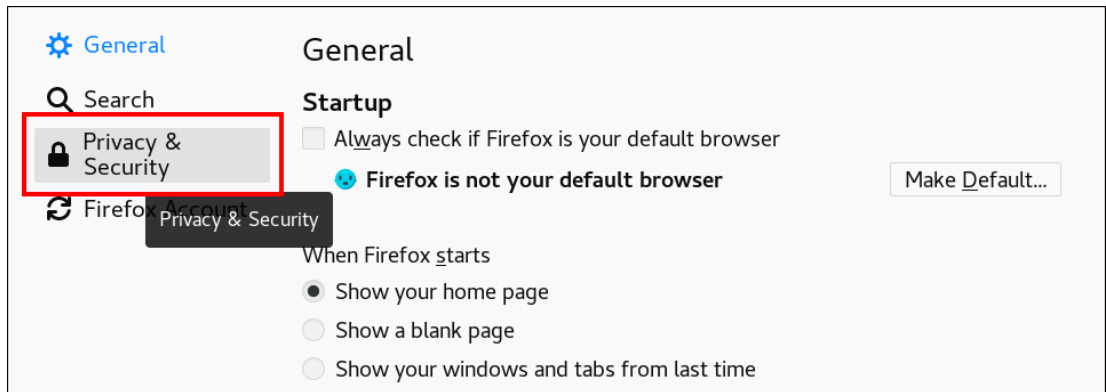 General
Search
Privacy &
Security
Firefox Account
Privacy & Security
General
Startup
Always check if Firefox is your default browser
Firefox is not your default browser
Make Default...
When Firefox starts
Show your home page
Show a blank page
Show your windows and tabs from last time